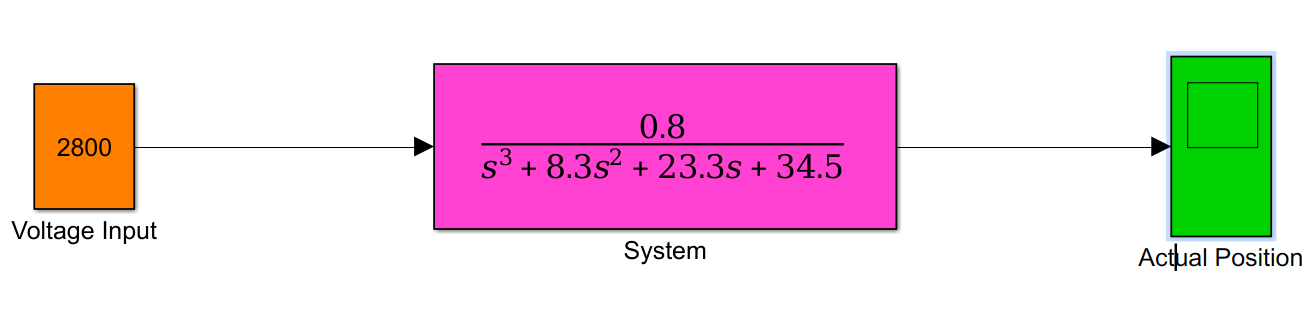 2800
Voltage Input
0.8
s³ + 8.3s² + 23.3s + 34.5
System
Actual Position